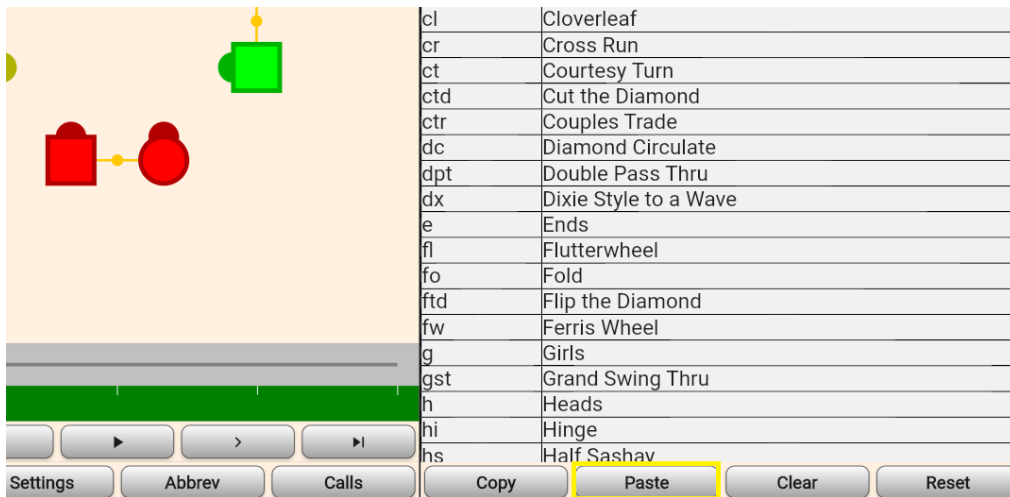 cl Cloverleaf
cr Cross Run
ct Courtesy Turn
ctd Cut the Diamond
ctr Couples Trade
dc Diamond Circulate
dpt Double Pass Thru
dx Dixie Style to a Wave
e Ends
fl Flutterwheel
fo Fold
ftd Flip the Diamond
fw Ferris Wheel
g Girls
gst Grand Swing Thru
h Heads
hi Hinge
hs Half Sashay
Settings Abbrev Calls Copy Paste Clear Reset